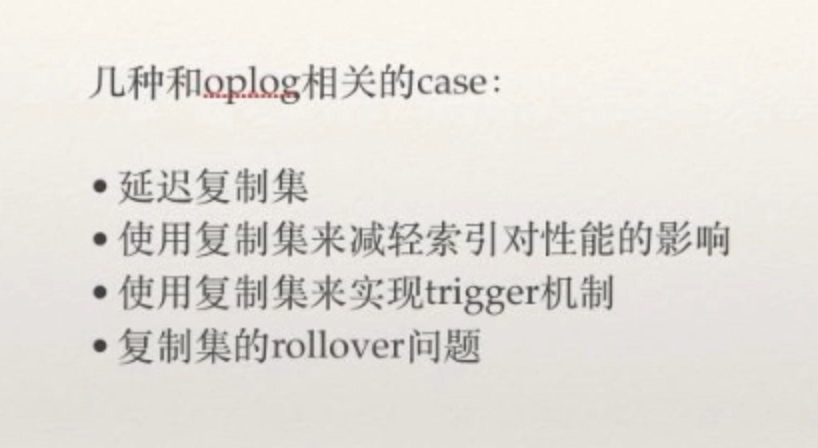 几种和oplog相关的case:
• 延迟复制集
• 使用复制集来减轻索引对性能的影响
• 使用复制集来实现trigger机制
• 复制集的rollover问题